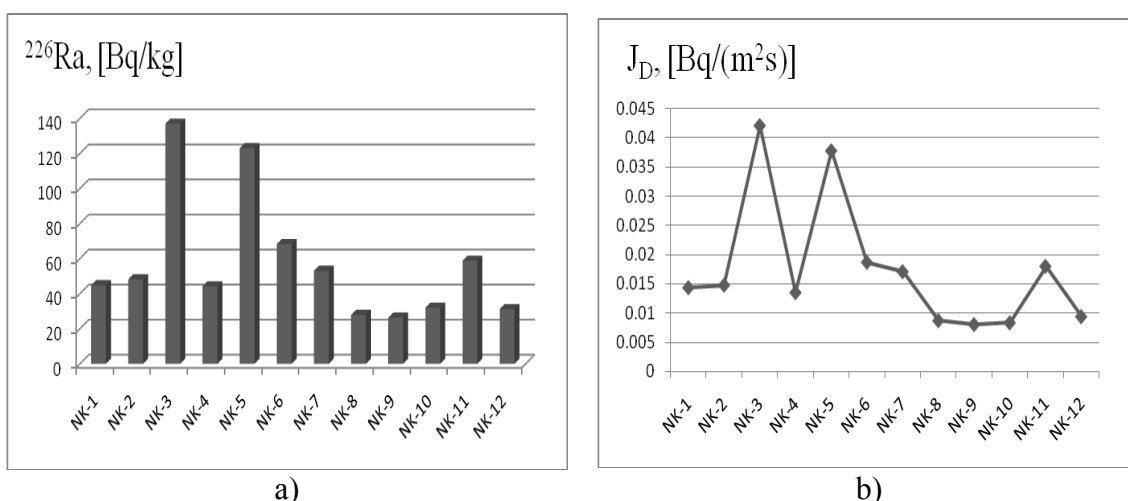 ²²⁶Ra, [Bq/kg]
140
120
100
80
60
40
20
0
NK-1
NK-2
NK-3
NK-4
NK-5
NK-6
NK-7
NK-8
NK-9
NK-10
NK-11
NK-12
a)
J_D, [Bq/(m²s)]
0.045
0.04
0.035
0.03
0.025
0.02
0.015
0.01
0.005
0
NK-1
NK-2
NK-3
NK-4
NK-5
NK-6
NK-7
NK-8
NK-9
NK-10
NK-11
NK-12
b)